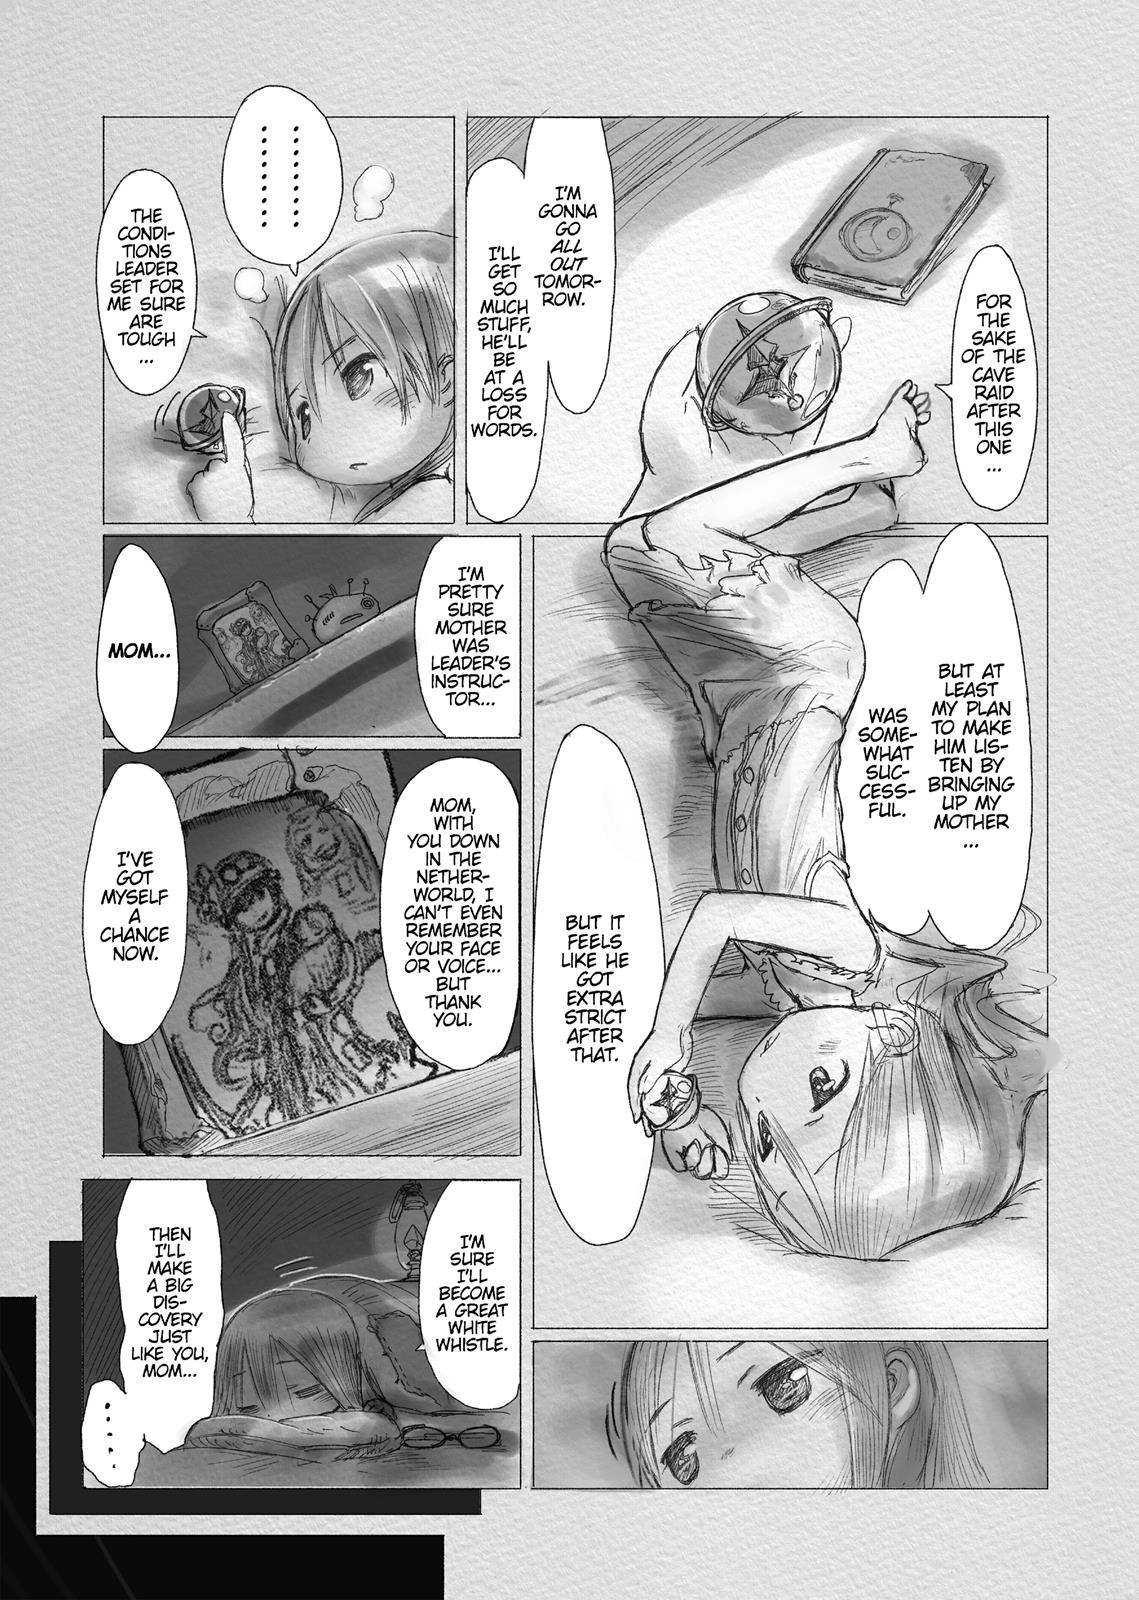 FOR
THE
SAKE
OF THE
CAVE
RAID
AFTER
THIS
ONE
...
I'M
GONNA
GO
ALL
OUT
TOMOR-
ROW.
I'LL
GET
SO
MUCH
STUFF,
HE'LL
BE
AT A
LOSS
FOR
WORDS.
..........
..........
THE
CONDI-
TIONS
LEADER
SET FOR
ME SURE
ARE
TOUGH
...
BUT AT
LEAST
MY PLAN
TO MAKE
HIM LIS-
TEN BY
BRINGING
UP MY
MOTHER
...
WAS
SOME-
WHAT
SUC-
CESS-
FUL.
BUT IT
FEELS
LIKE HE
GOT
EXTRA
STRICT
AFTER
THAT.
I'M
PRETTY
SURE
MOTHER
WAS
LEADER'S
INSTRUC-
TOR...
MOM...
MOM,
WITH
YOU DOWN
IN THE
NETHER-
WORLD, I
CAN'T EVEN
REMEMBER
YOUR FACE
OR VOICE...
BUT
THANK
YOU.
I'VE
GOT
MYSELF
A
CHANCE
NOW.
I'M
SURE
I'LL
BECOME
A GREAT
WHITE
WHISTLE.
THEN
I'LL
MAKE
A BIG
DIS-
COVERY
JUST
LIKE YOU,
MOM...
.....